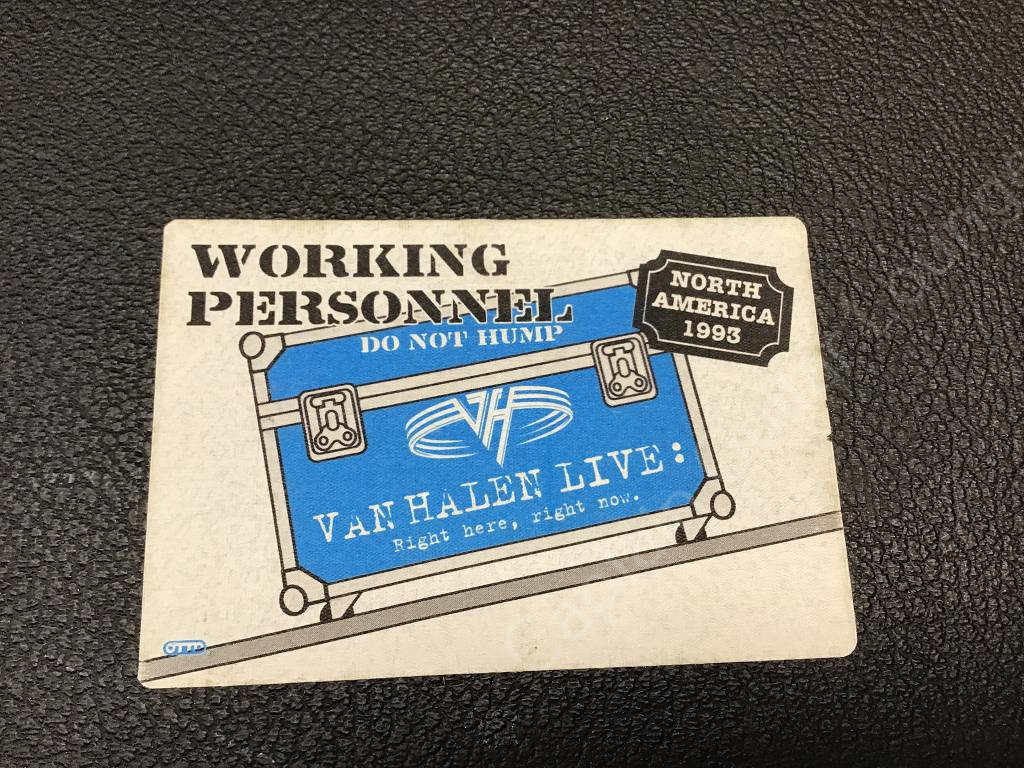 WORKING
PERSONNEL
DO NOT HUMP
NORTH
AMERICA
1993
VH
VAN HALEN LIVE:
Right here, right now.
OTTO